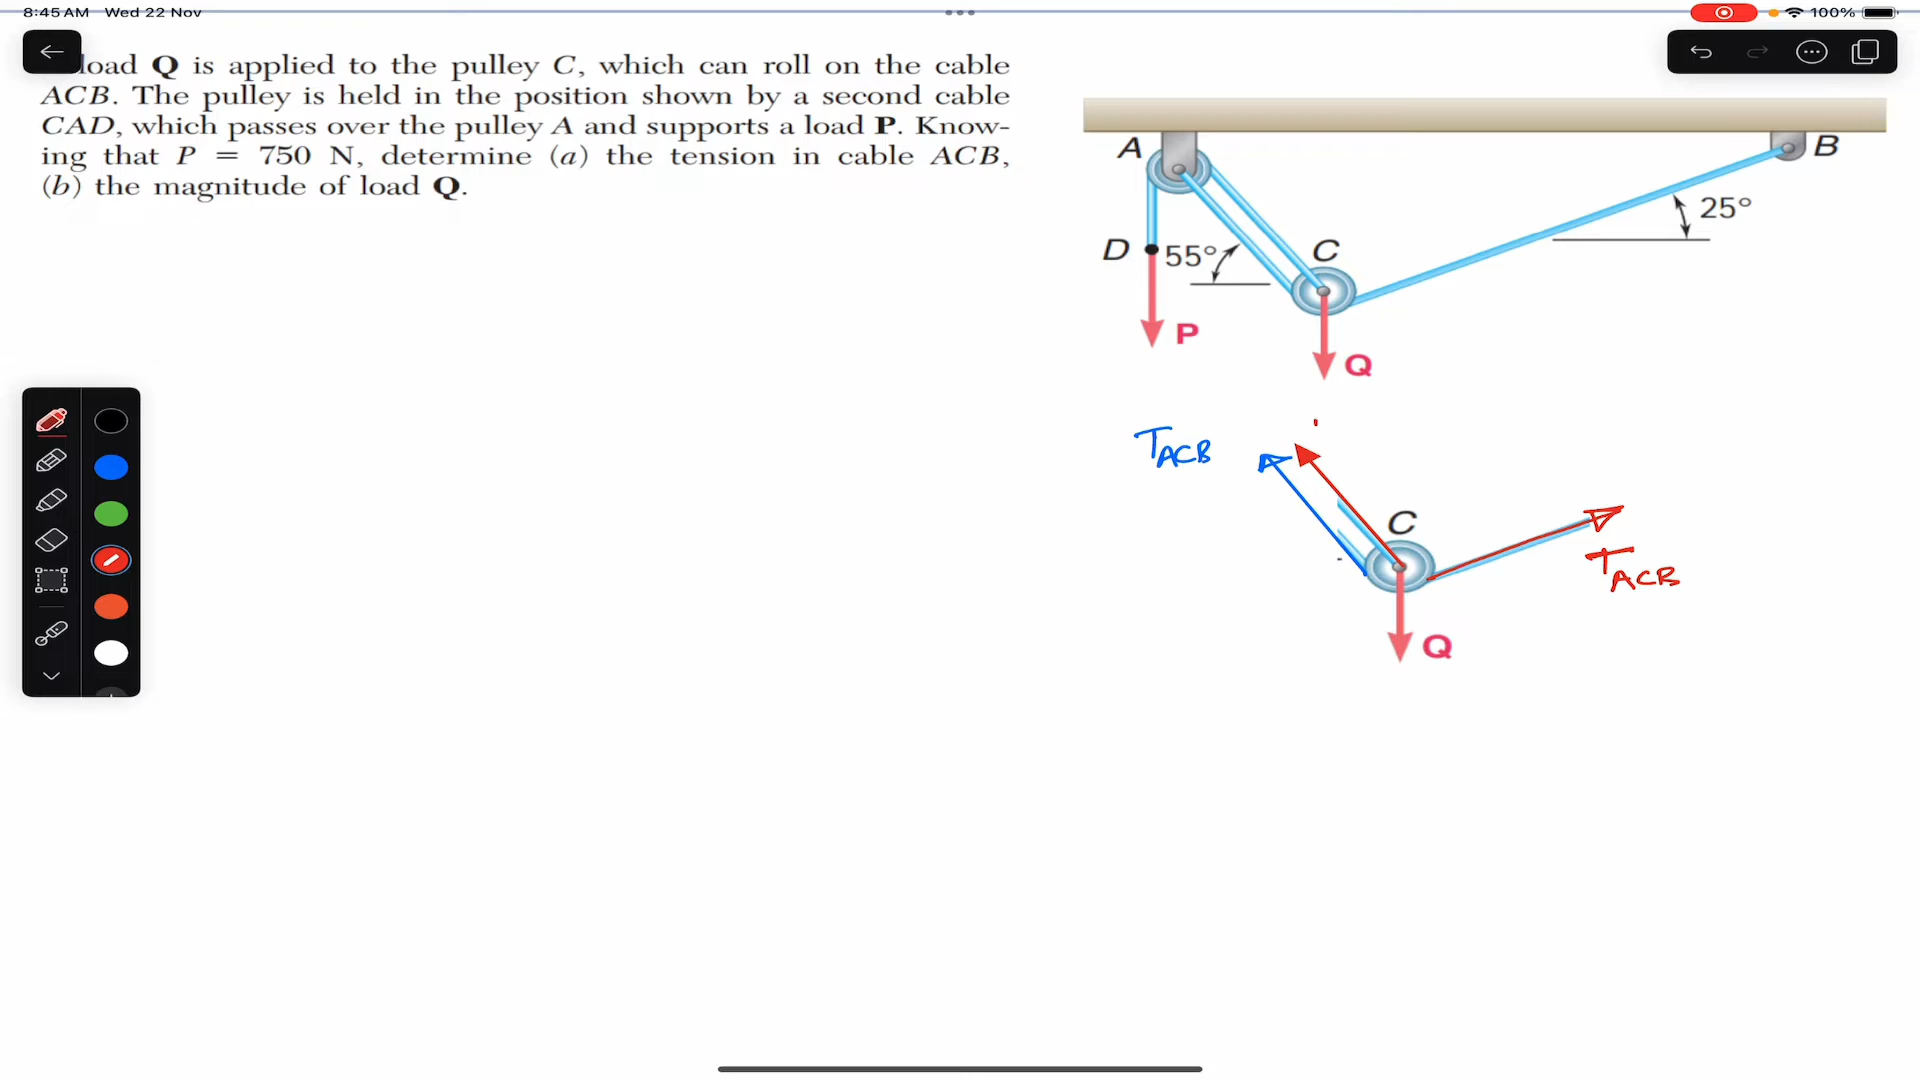 8:45 AM Wed 22 Nov
100%
load Q is applied to the pulley C, which can roll on the cable
ACB. The pulley is held in the position shown by a second cable
CAD, which passes over the pulley A and supports a load P. Know-
ing that P = 750 N, determine (a) the tension in cable ACB,
(b) the magnitude of load Q.
A
B
25°
D
55°
C
P
Q
T_ACB
C
T_ACB
Q